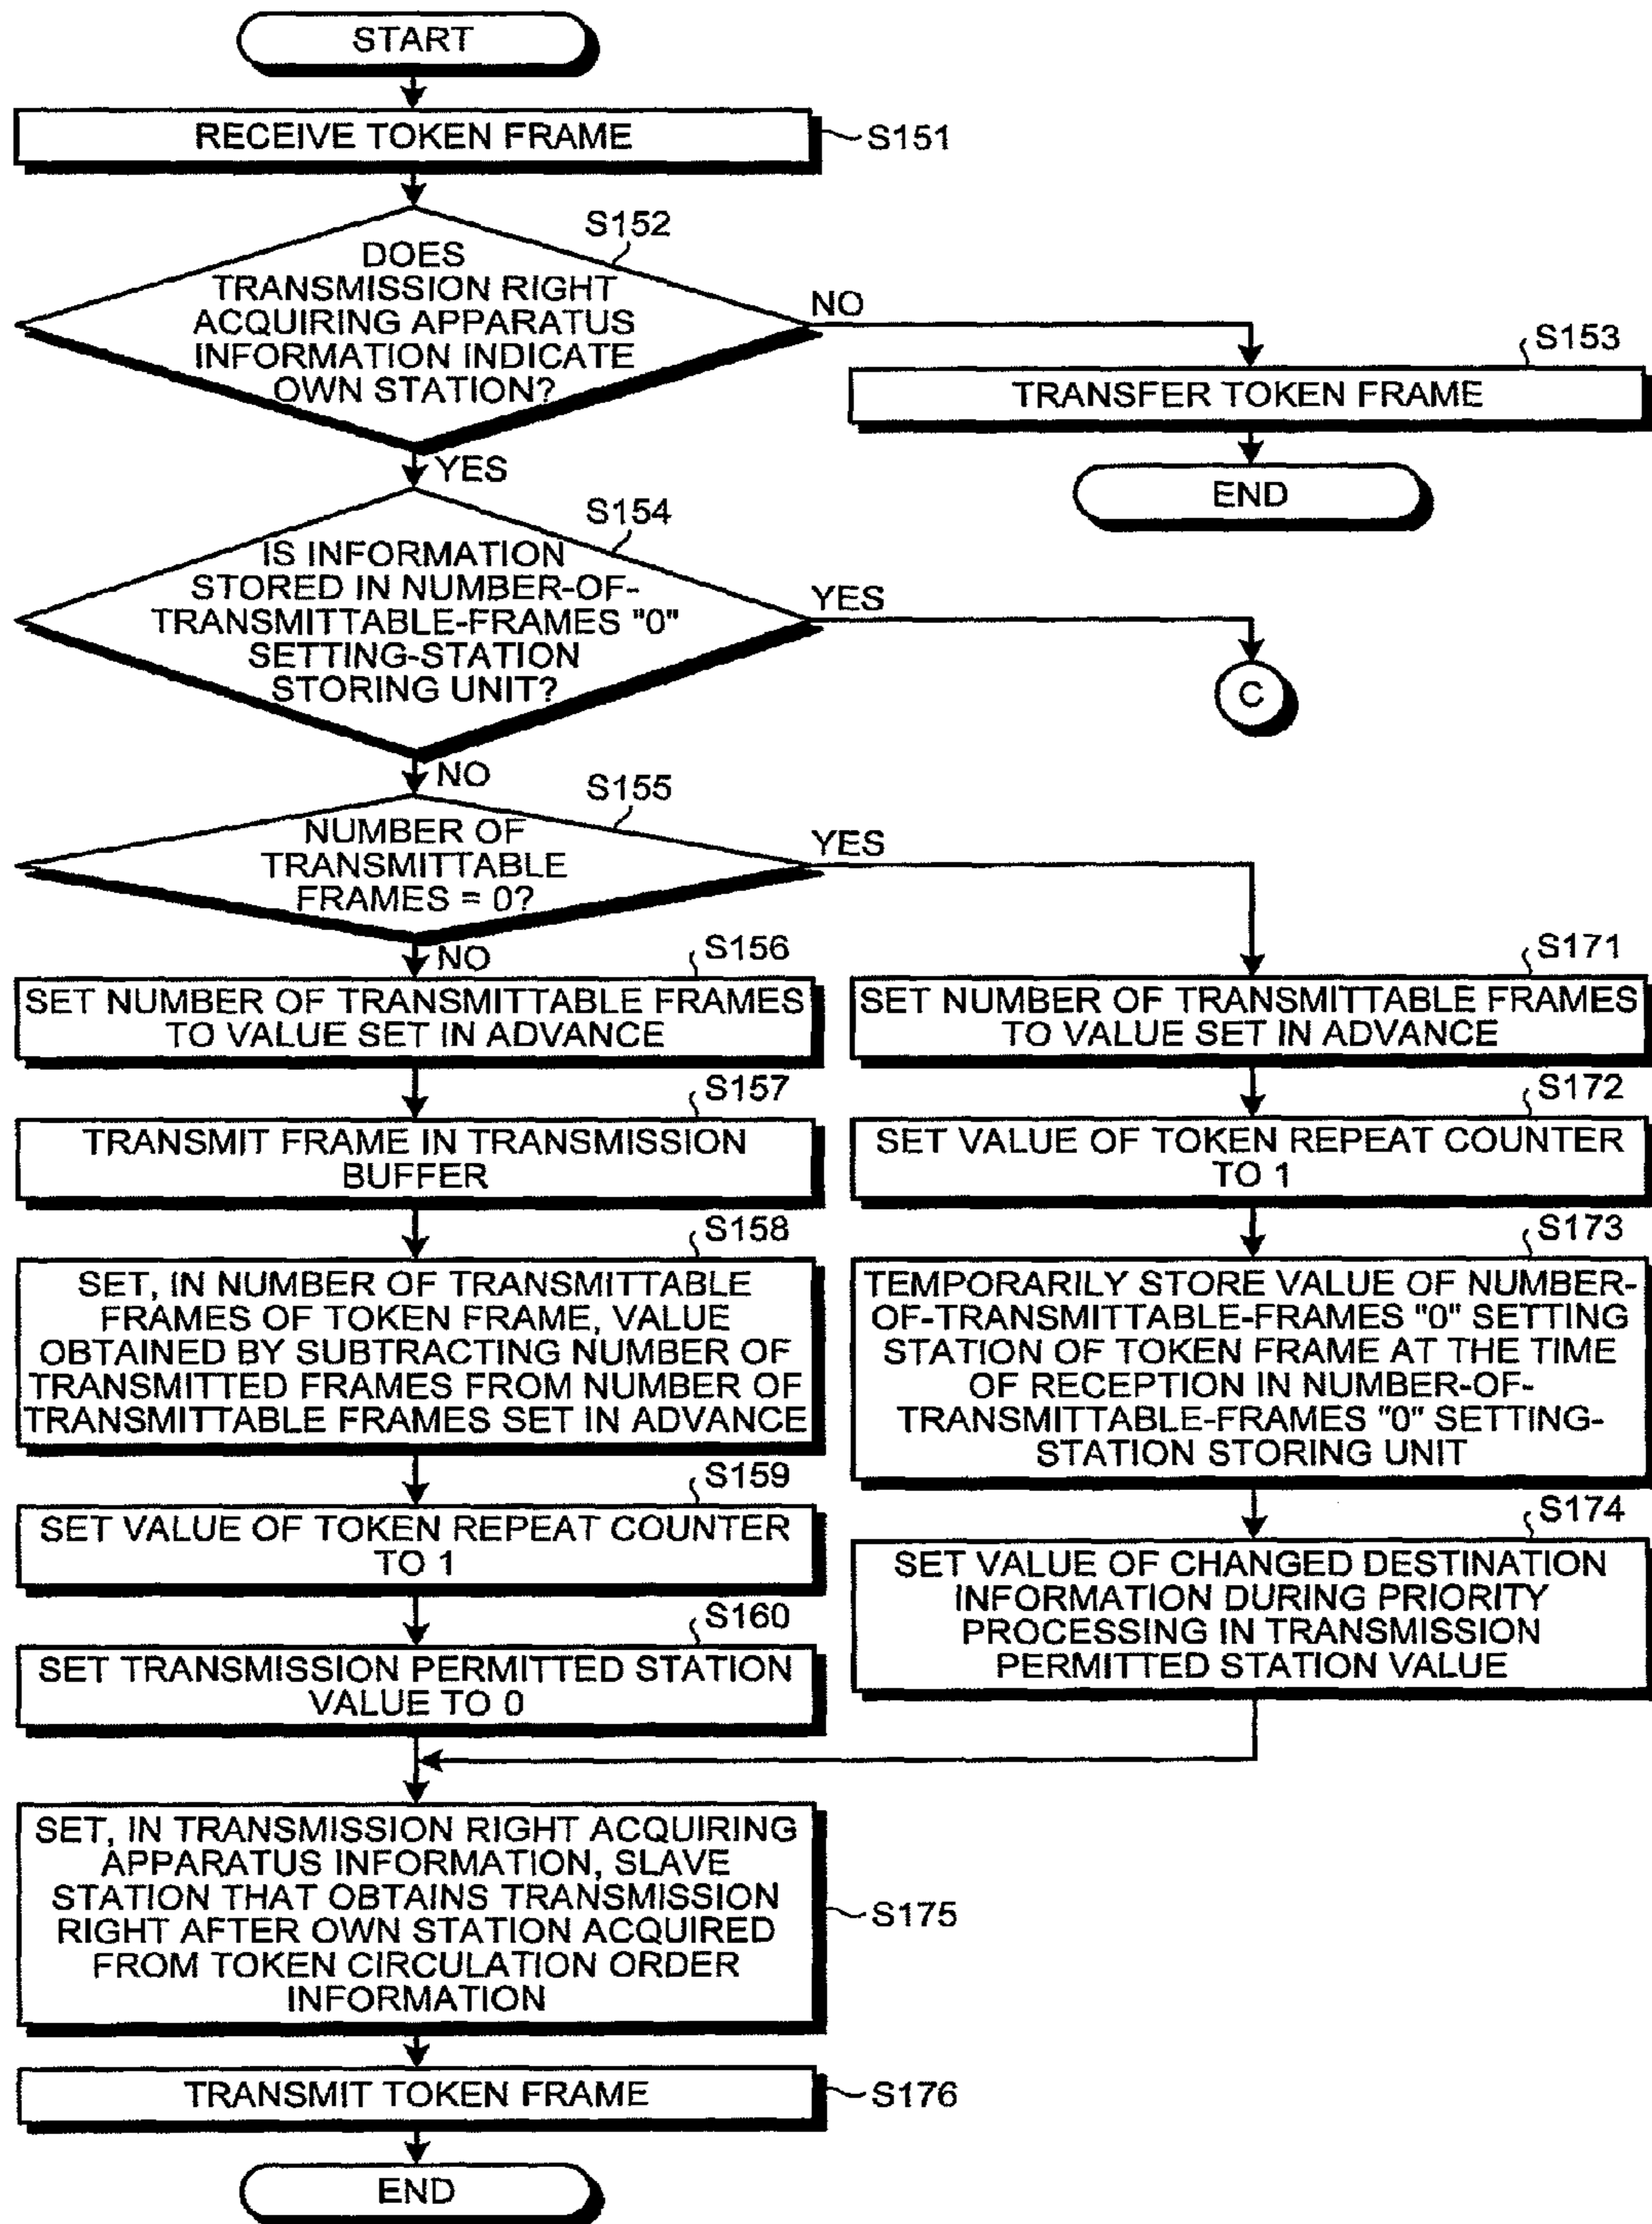 START
RECEIVE TOKEN FRAME
S151
S152
DOES
TRANSMISSION RIGHT
ACQUIRING APPARATUS
INFORMATION INDICATE
OWN STATION?
NO
S153
TRANSFER TOKEN FRAME
END
YES
S154
IS INFORMATION
STORED IN NUMBER-OF-
TRANSMITTABLE-FRAMES "0"
SETTING-STATION
STORING UNIT?
YES
C
NO
S155
NUMBER OF
TRANSMITTABLE
FRAMES = 0?
YES
NO
S156
SET NUMBER OF TRANSMITTABLE FRAMES
TO VALUE SET IN ADVANCE
S157
TRANSMIT FRAME IN TRANSMISSION
BUFFER
S158
SET, IN NUMBER OF TRANSMITTABLE
FRAMES OF TOKEN FRAME, VALUE
OBTAINED BY SUBTRACTING NUMBER OF
TRANSMITTED FRAMES FROM NUMBER OF
TRANSMITTABLE FRAMES SET IN ADVANCE
S159
SET VALUE OF TOKEN REPEAT COUNTER
TO 1
S160
SET TRANSMISSION PERMITTED STATION
VALUE TO 0
S171
SET NUMBER OF TRANSMITTABLE FRAMES
TO VALUE SET IN ADVANCE
S172
SET VALUE OF TOKEN REPEAT COUNTER
TO 1
S173
TEMPORARILY STORE VALUE OF NUMBER-
OF-TRANSMITTABLE-FRAMES "0" SETTING
STATION OF TOKEN FRAME AT THE TIME
OF RECEPTION IN NUMBER-OF-
TRANSMITTABLE-FRAMES "0" SETTING-
STATION STORING UNIT
S174
SET VALUE OF CHANGED DESTINATION
INFORMATION DURING PRIORITY
PROCESSING IN TRANSMISSION
PERMITTED STATION VALUE
SET, IN TRANSMISSION RIGHT ACQUIRING
APPARATUS INFORMATION, SLAVE
STATION THAT OBTAINS TRANSMISSION
RIGHT AFTER OWN STATION ACQUIRED
FROM TOKEN CIRCULATION ORDER
INFORMATION
S175
TRANSMIT TOKEN FRAME
S176
END